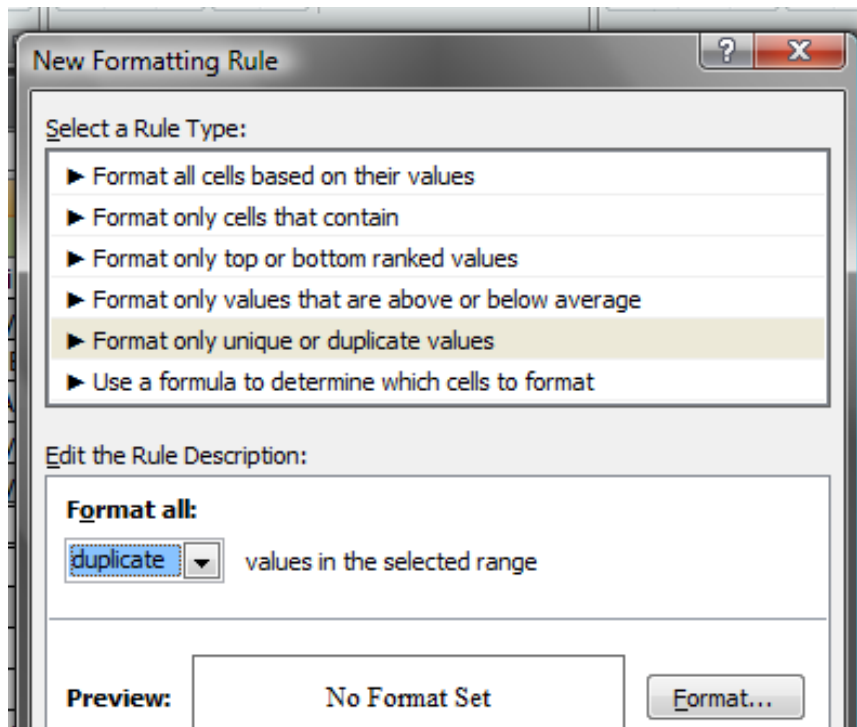 New Formatting Rule
?
X
Select a Rule Type:
► Format all cells based on their values
► Format only cells that contain
► Format only top or bottom ranked values
► Format only values that are above or below average
► Format only unique or duplicate values
► Use a formula to determine which cells to format
Edit the Rule Description:
Format all:
duplicate values in the selected range
Preview: No Format Set Format...